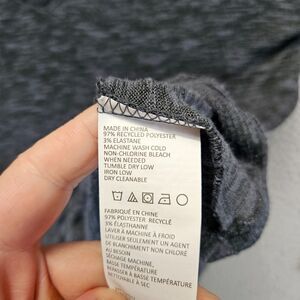 MADE IN CHINA
97% RECYCLED POLYESTER
3% ELASTANE
MACHINE WASH COLD
NON-CHLORINE BLEACH
WHEN NEEDED
TUMBLE DRY LOW
IRON LOW
DRY CLEANABLE
FABRIQUÉ EN CHINE
97% POLYESTER RECYCLÉ
3% ÉLASTHANNE
LAVER À MACHINE À FROID
UTILISER SEULEMENT UN AGENT
DE BLANCHIMENT NON CHLORÉ
AU BESOIN
SÉCHAGE MACHINE,
BASSE TEMPÉRATURE
REPASSER À BASSE TEMPÉRATURE
NETTOYAGE À SEC